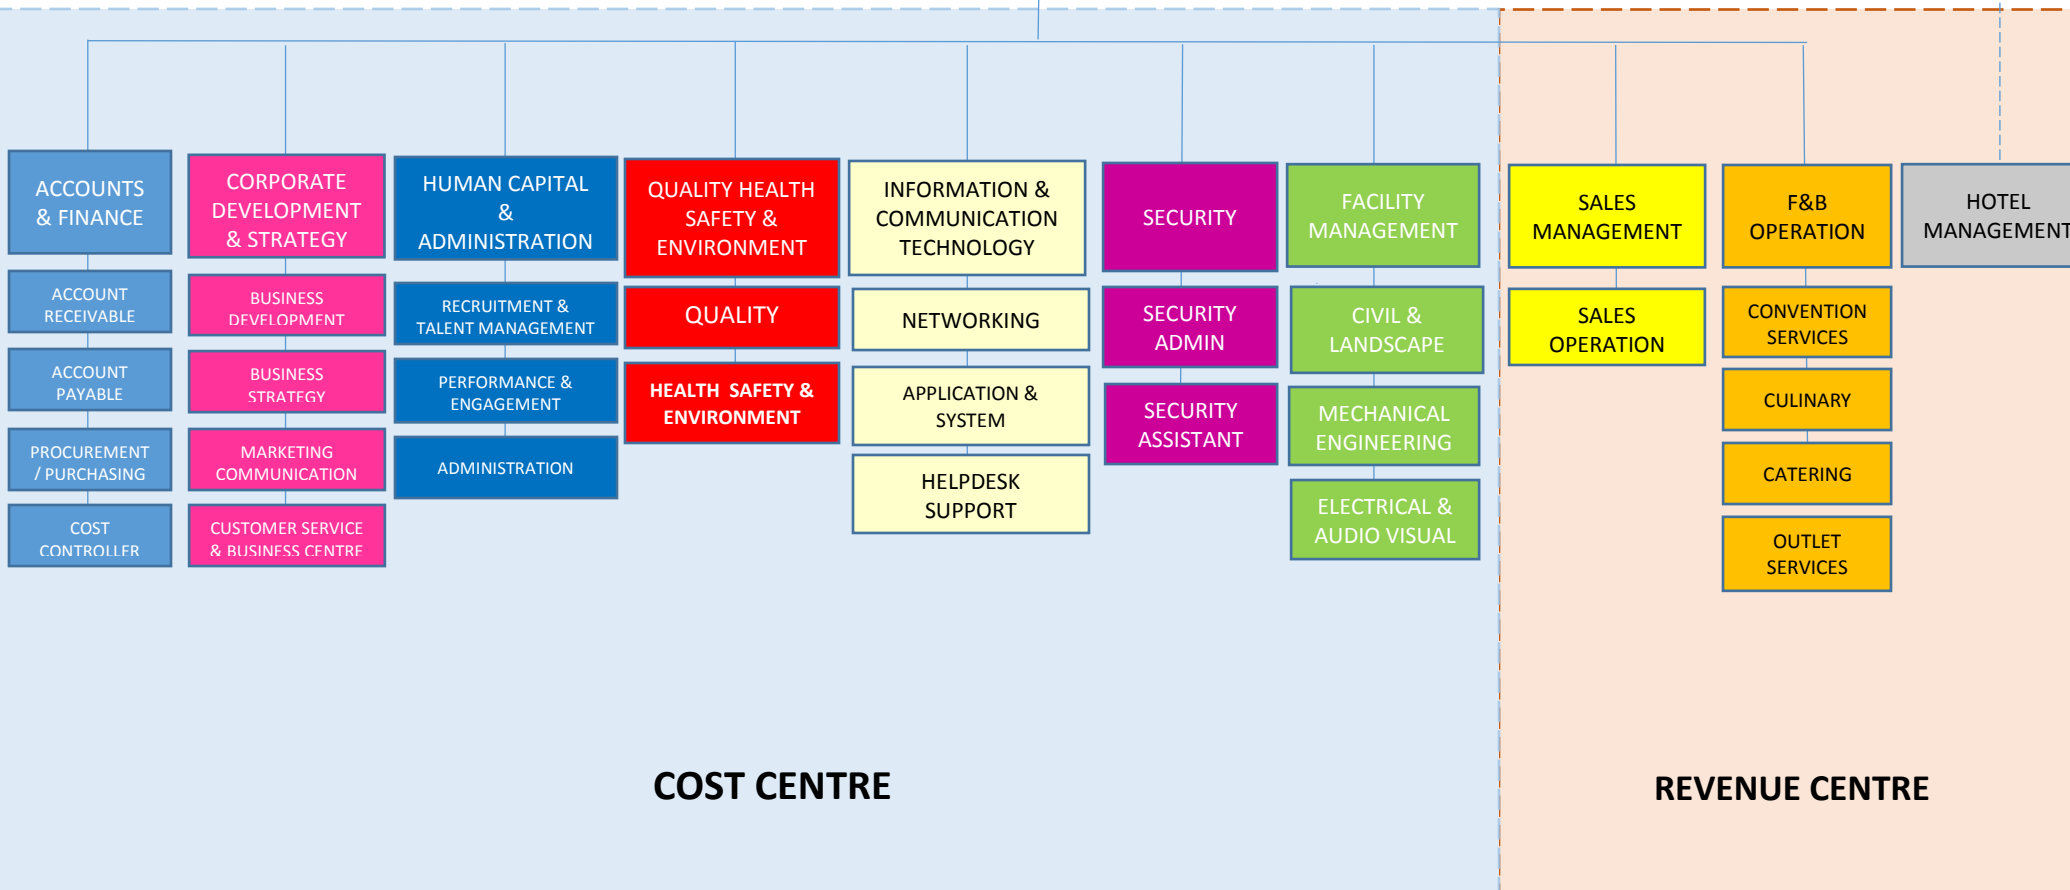 ACCOUNTS
& FINANCE
ACCOUNT
RECEIVABLE
ACCOUNT
PAYABLE
PROCUREMENT
/ PURCHASING
COST
CONTROLLER
CORPORATE
DEVELOPMENT
& STRATEGY
BUSINESS
DEVELOPMENT
BUSINESS
STRATEGY
MARKETING
COMMUNICATION
CUSTOMER SERVICE
& BUSINESS CENTRE
HUMAN CAPITAL
&
ADMINISTRATION
RECRUITMENT &
TALENT MANAGEMENT
PERFORMANCE &
ENGAGEMENT
ADMINISTRATION
QUALITY HEALTH
SAFETY &
ENVIRONMENT
QUALITY
HEALTH  SAFETY &
ENVIRONMENT
INFORMATION &
COMMUNICATION
TECHNOLOGY
NETWORKING
APPLICATION &
SYSTEM
HELPDESK
SUPPORT
SECURITY
SECURITY
ADMIN
SECURITY
ASSISTANT
FACILITY
MANAGEMENT
CIVIL &
LANDSCAPE
MECHANICAL
ENGINEERING
ELECTRICAL &
AUDIO VISUAL
SALES
MANAGEMENT
SALES
OPERATION
F&B
OPERATION
CONVENTION
SERVICES
CULINARY
CATERING
OUTLET
SERVICES
HOTEL
MANAGEMENT
COST CENTRE
REVENUE CENTRE